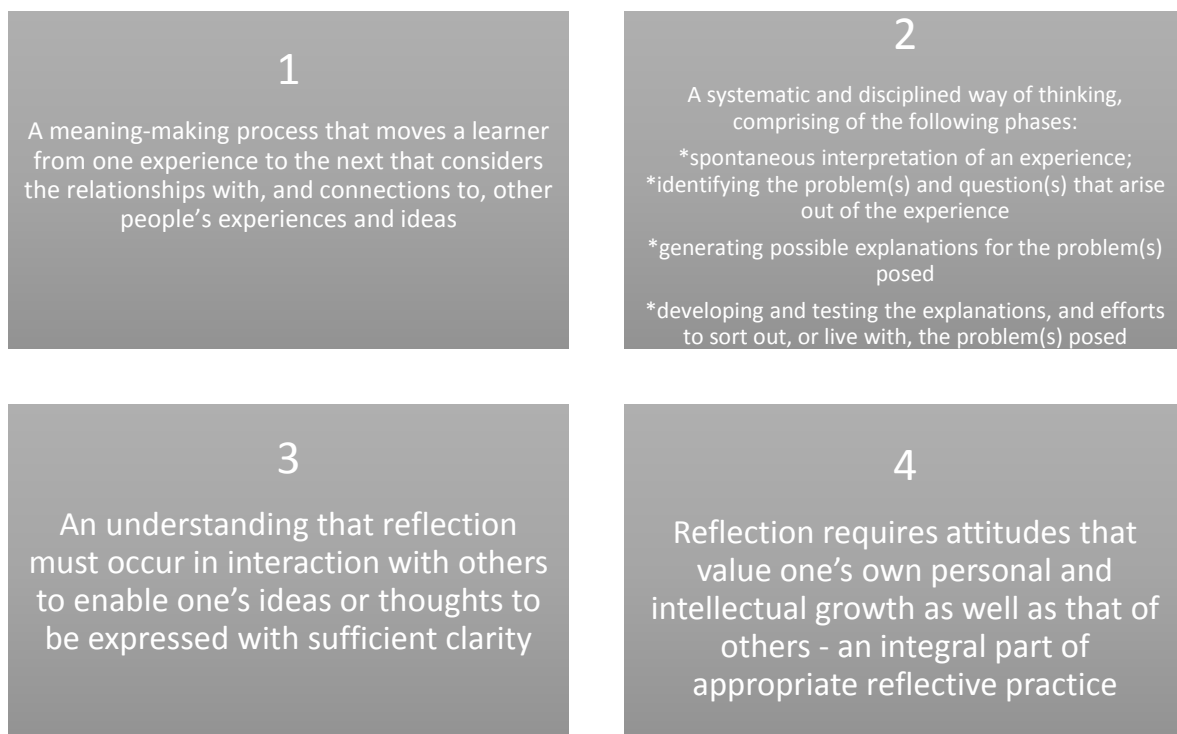 1
A meaning-making process that moves a learner
from one experience to the next that considers
the relationships with, and connections to, other
people’s experiences and ideas
2
A systematic and disciplined way of thinking,
comprising of the following phases:
*spontaneous interpretation of an experience;
*identifying the problem(s) and question(s) that arise
out of the experience
*generating possible explanations for the problem(s)
posed
*developing and testing the explanations, and efforts
to sort out, or live with, the problem(s) posed
3
An understanding that reflection
must occur in interaction with others
to enable one’s ideas or thoughts to
be expressed with sufficient clarity
4
Reflection requires attitudes that
value one’s own personal and
intellectual growth as well as that of
others - an integral part of
appropriate reflective practice